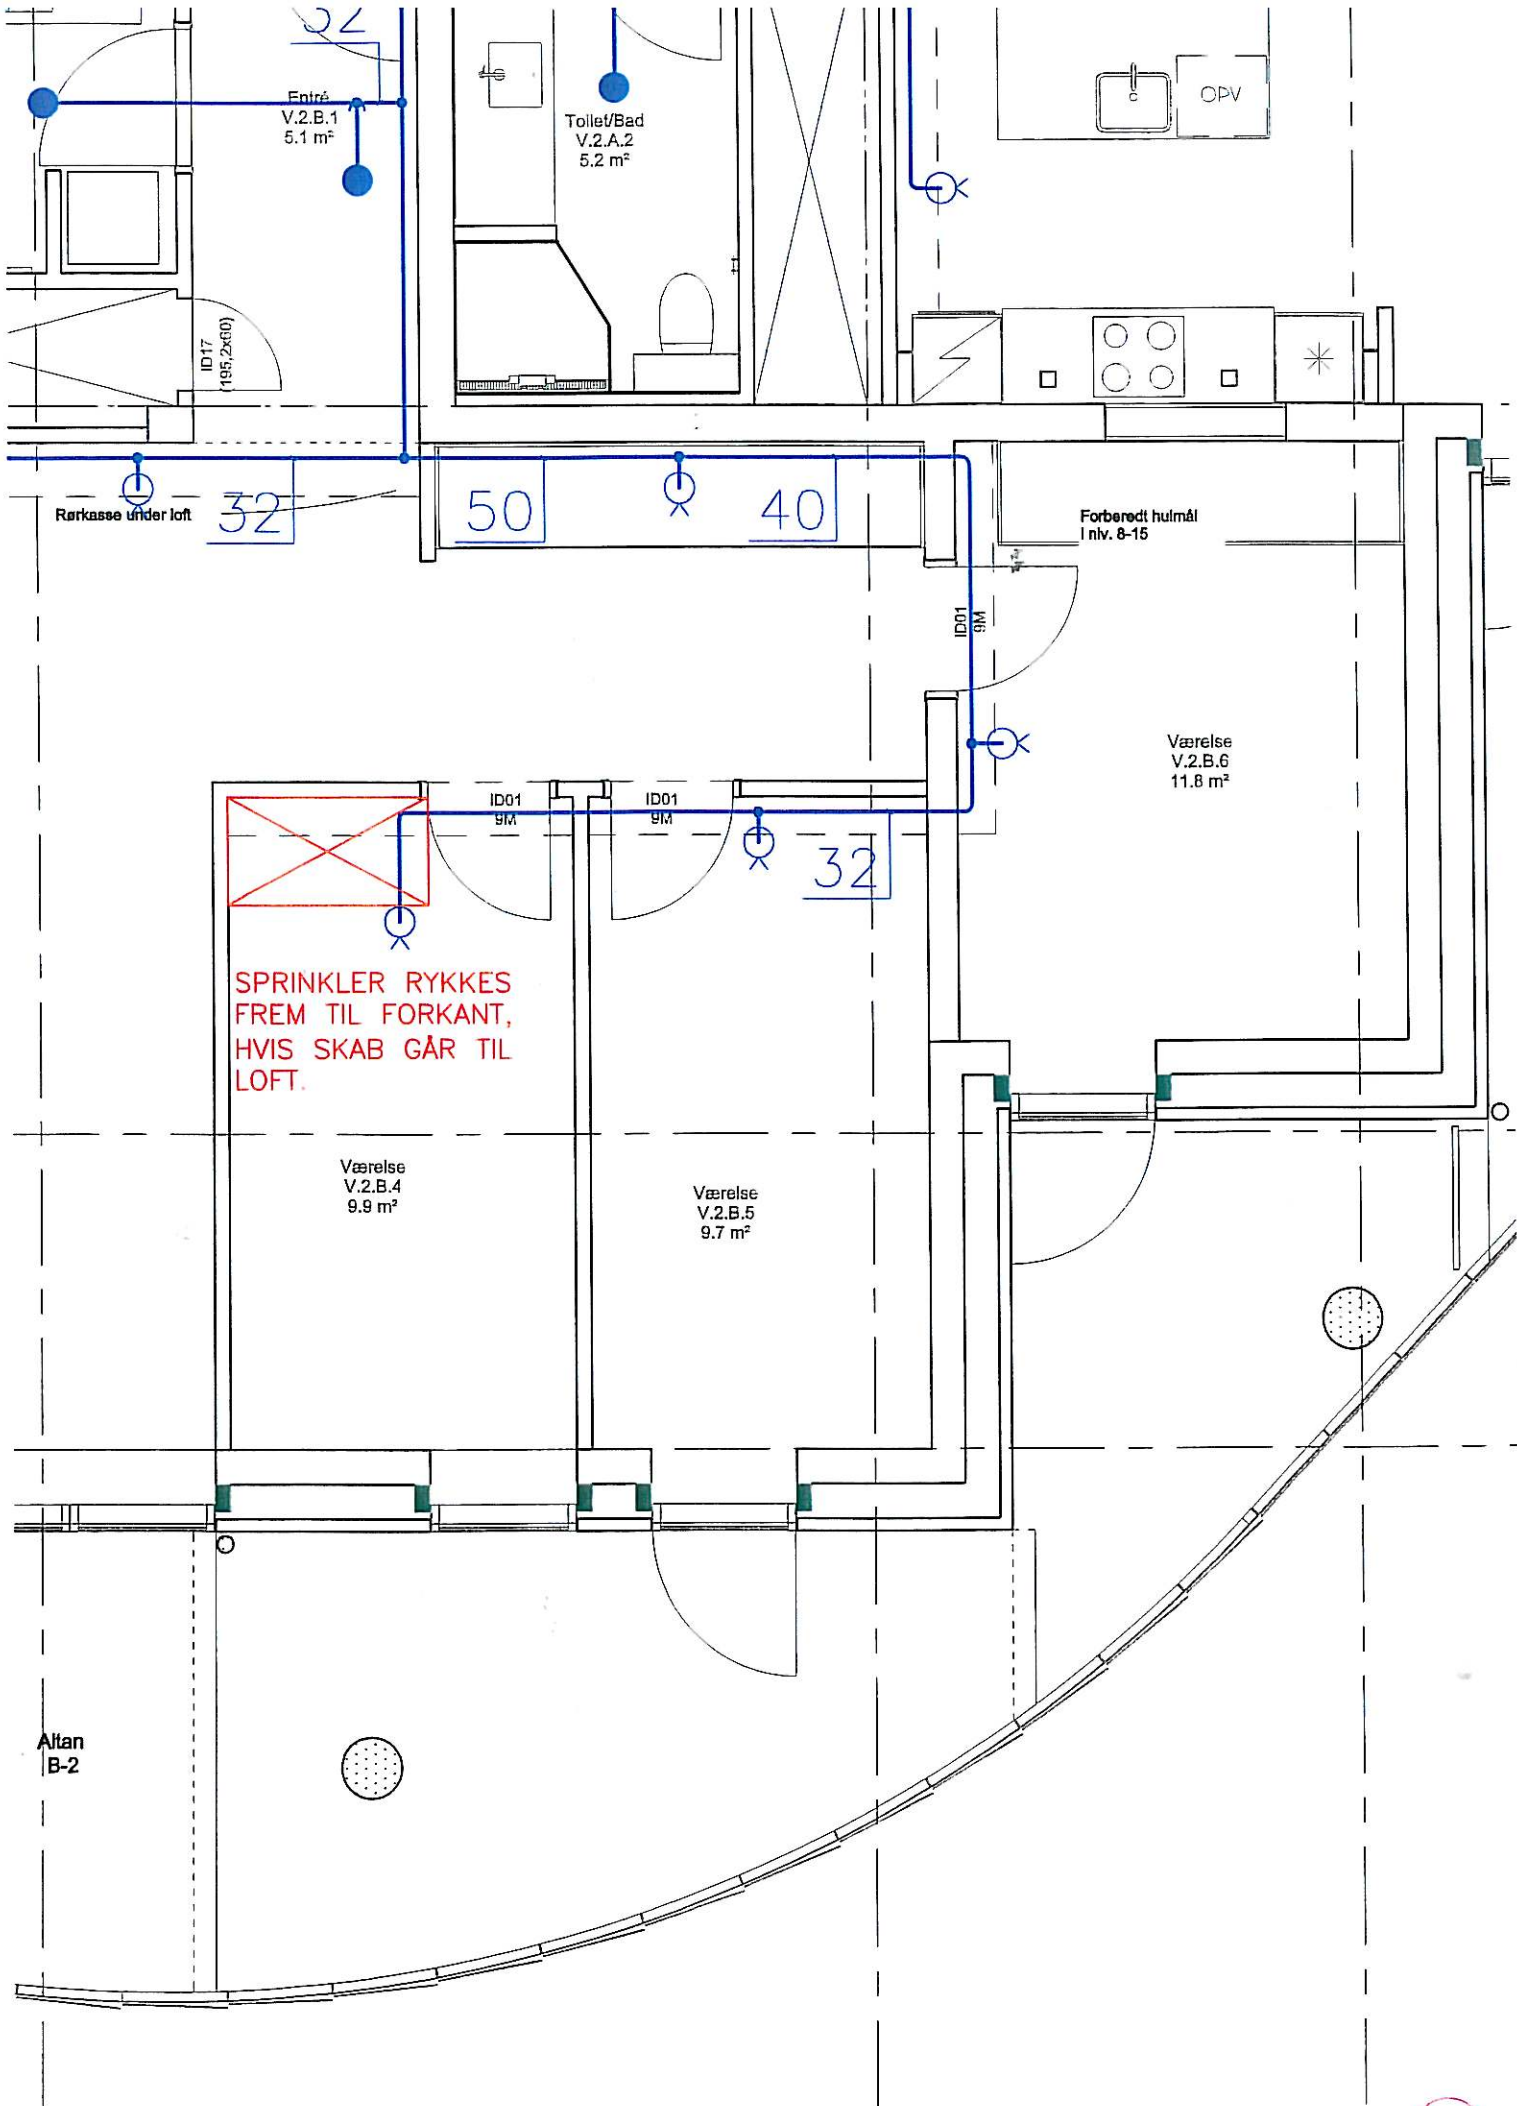 32
Entré
V.2.B.1
5.1 m²
Toilet/Bad
V.2.A.2
5.2 m²
OPV
ID17
(195,2x60)
Rørkasse under loft
32
50
40
Forberedt hulmål
i niv. 8-15
ID01
9M
Værelse
V.2.B.6
11.8 m²
ID01
9M
ID01
9M
32
SPRINKLER RYKKES
FREM TIL FORKANT,
HVIS SKAB GÅR TIL
LOFT.
Værelse
V.2.B.4
9.9 m²
Værelse
V.2.B.5
9.7 m²
Altan
B-2